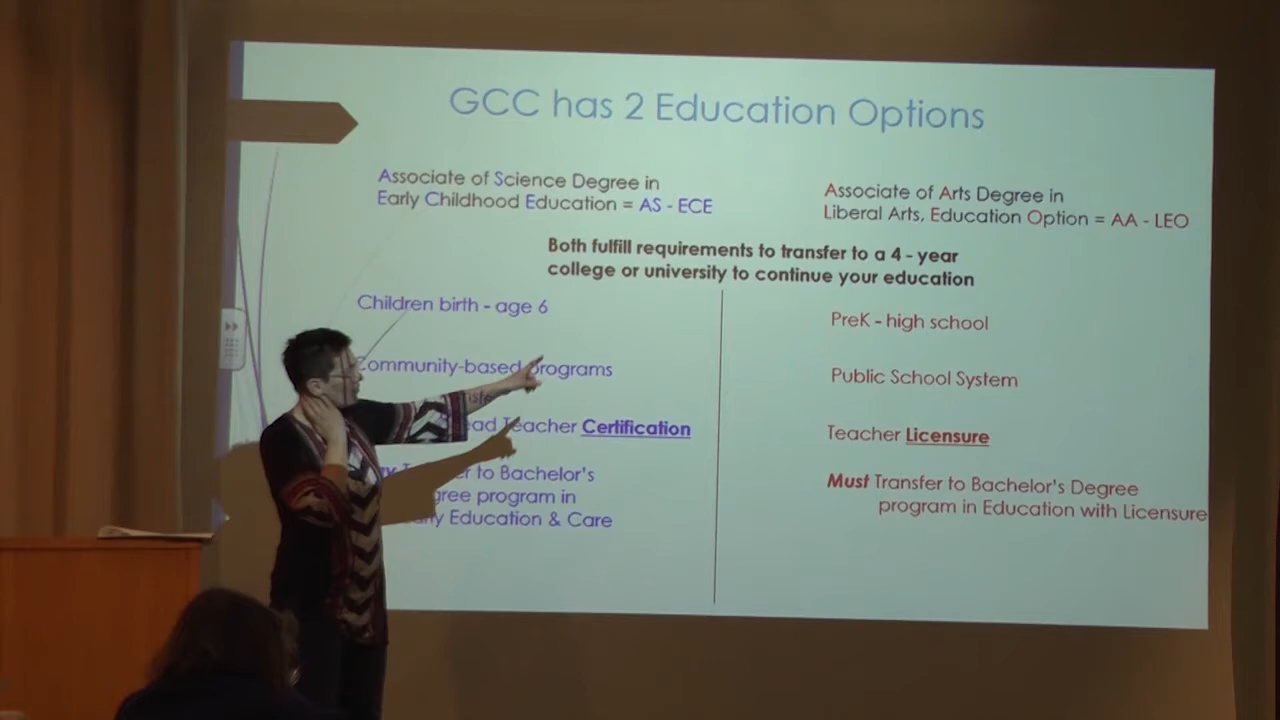 GCC has 2 Education Options
Associate of Science Degree in
Early Childhood Education = AS - ECE
Associate of Arts Degree in
Liberal Arts, Education Option = AA - LEO
Both fulfill requirements to transfer to a 4 - year
college or university to continue your education
Children birth - age 6
Community-based programs
Teacher Certification
to Bachelor's
program in
Education & Care
PreK - high school
Public School System
Teacher Licensure
Must Transfer to Bachelor's Degree
program in Education with Licensure